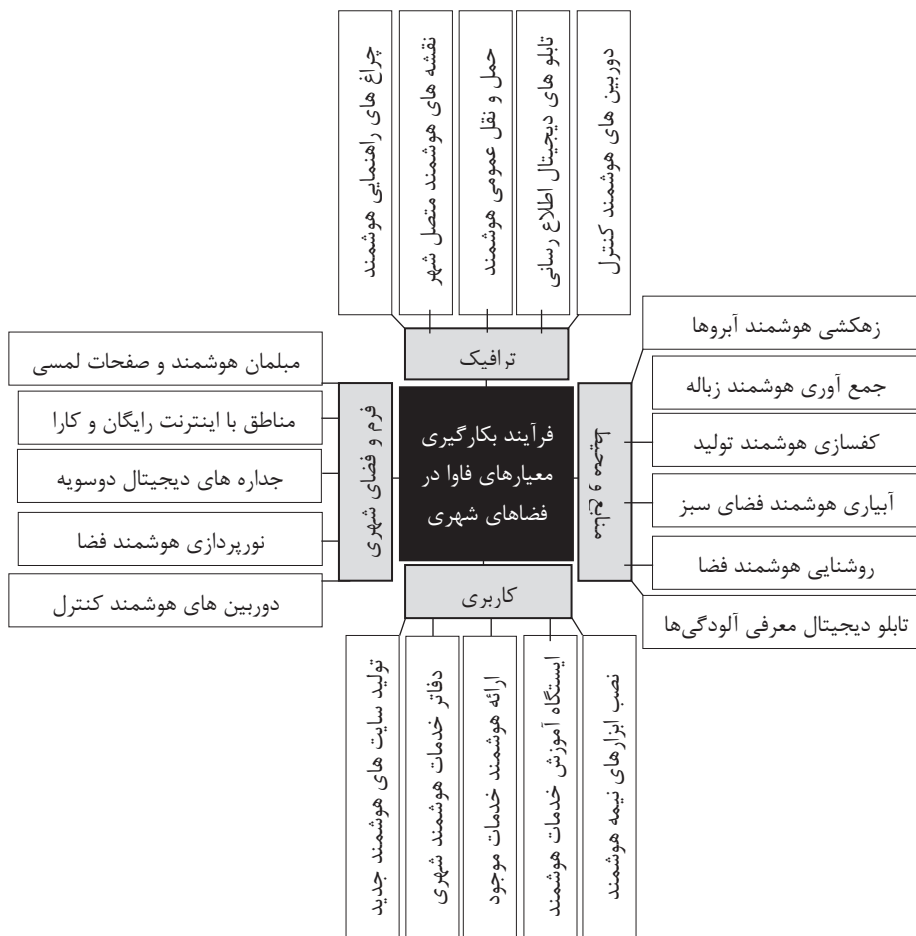 چراغ های راهنمایی هوشمند
نقشه های هوشمند متصل شهر
حمل و نقل عمومی هوشمند
تابلو های دیجیتال اطلاع رسانی
دوربین های هوشمند کنترل
ترافیک
زهکشی هوشمند آبروها
جمع آوری هوشمند زباله
کفسازی هوشمند تولید
آبیاری هوشمند فضای سبز
روشنایی هوشمند فضا
تابلو دیجیتال معرفی آلودگی‌ها
منابع و محیط
فرآیند بکارگیری
معیارهای فاوا در
فضاهای شهری
فرم و فضای شهری
مبلمان هوشمند و صفحات لمسی
مناطق با اینترنت رایگان و کارا
جداره های دیجیتال دوسویه
نورپردازی هوشمند فضا
دوربین های هوشمند کنترل
کاربری
تولید سایت های هوشمند جدید
دفاتر خدمات هوشمند شهری
ارائه هوشمند خدمات موجود
ایستگاه آموزش خدمات هوشمند
نصب ابزارهای نیمه هوشمند